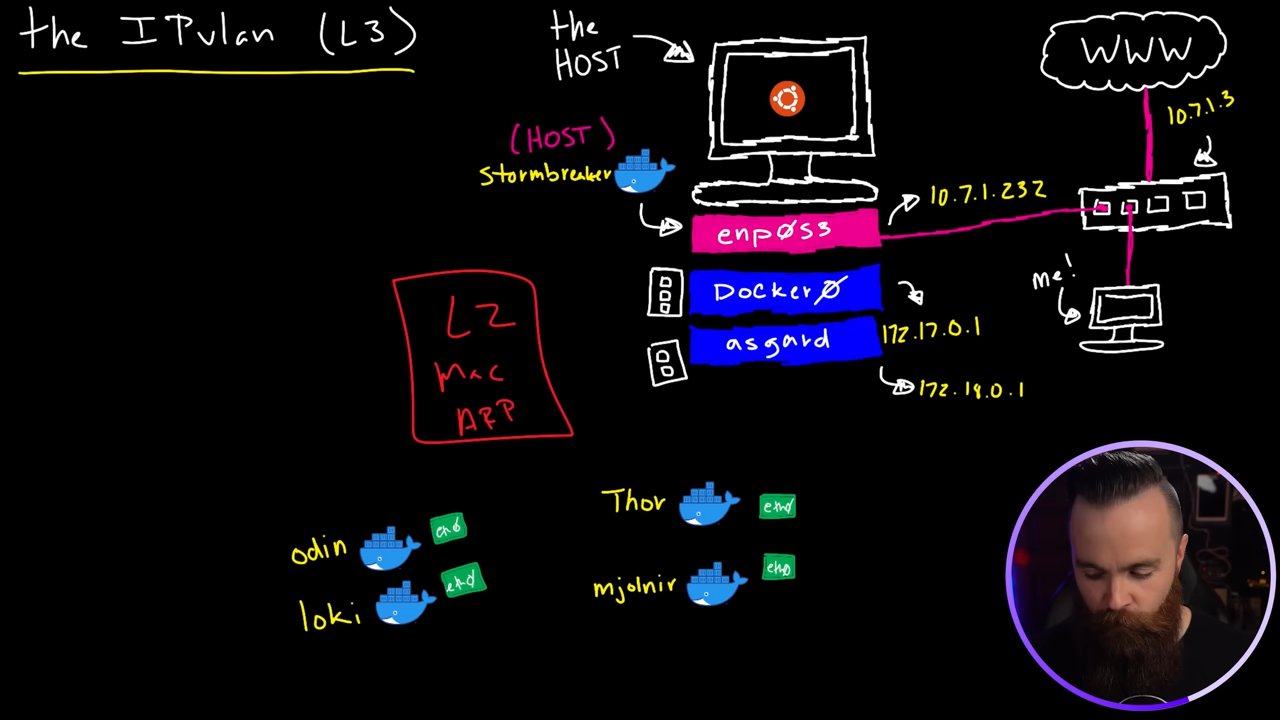 the IPvlan (L3)
the
HOST
WWW
10.7.1.3
(HOST)
stormbreaker
10.7.1.232
enp0s3
Docker0
172.17.0.1
asgard
172.18.0.1
me!
L2
Mac
ARP
Thor
eth0
odin
eth0
mjolnir
eth0
loki
eth0